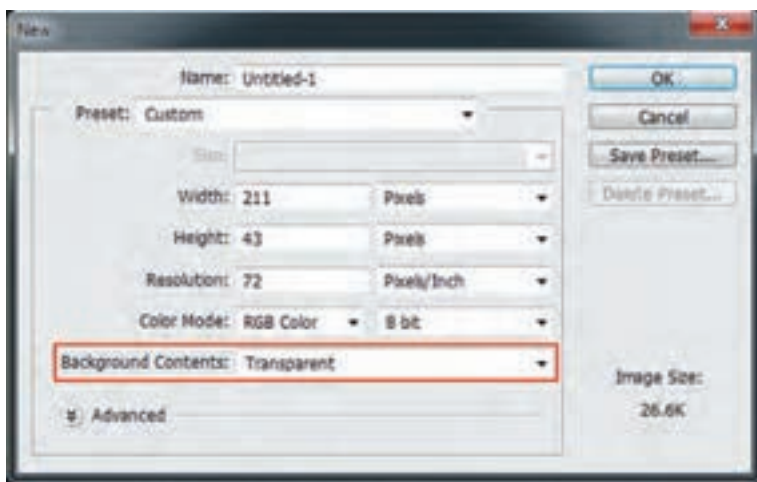 New
Name: Untitled-1
OK
Preset: Custom
Cancel
Size:
Save Preset...
Width: 211 Pixels
Delete Preset...
Height: 43 Pixels
Resolution: 72 Pixels/Inch
Color Mode: RGB Color 8 bit
Background Contents: Transparent
Image Size:
Advanced
26.6K